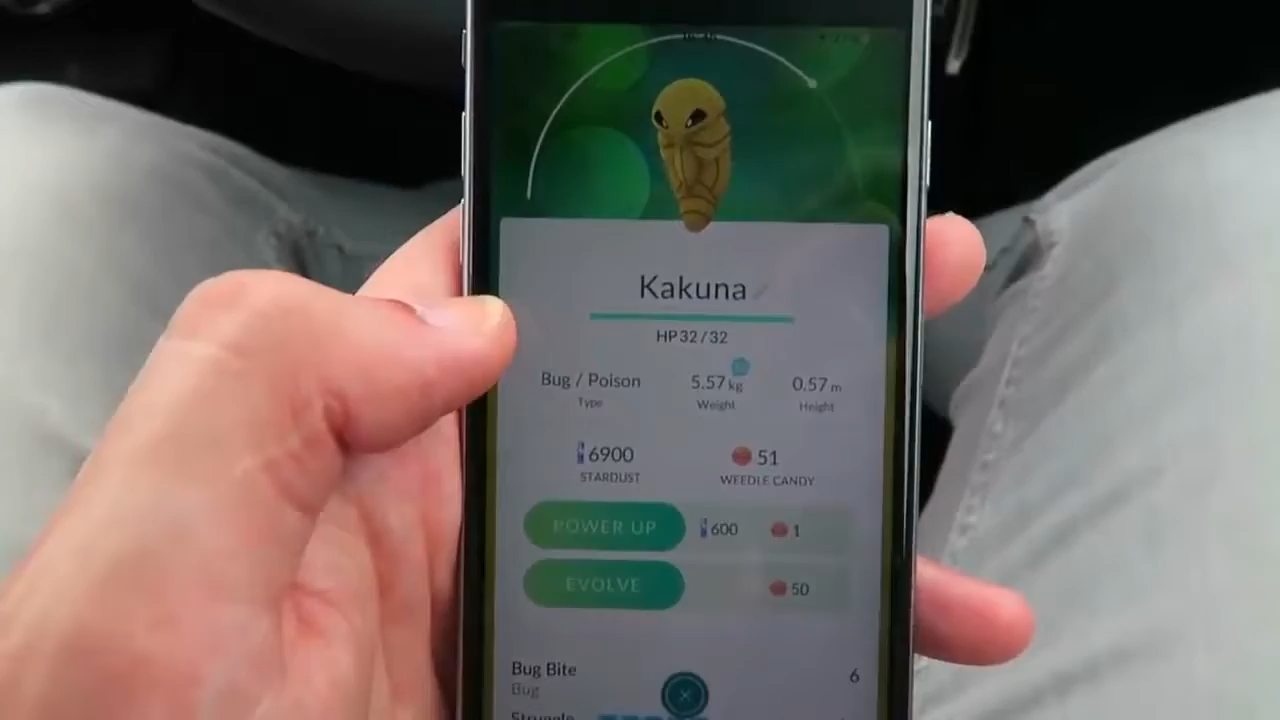 Kakuna
HP 32 / 32
Bug / Poison
Type
5.57 kg
Weight
0.57 m
Height
6900
STARDUST
51
WEEDLE CANDY
POWER UP
600
1
EVOLVE
50
Bug Bite
Bug
6
Struggle